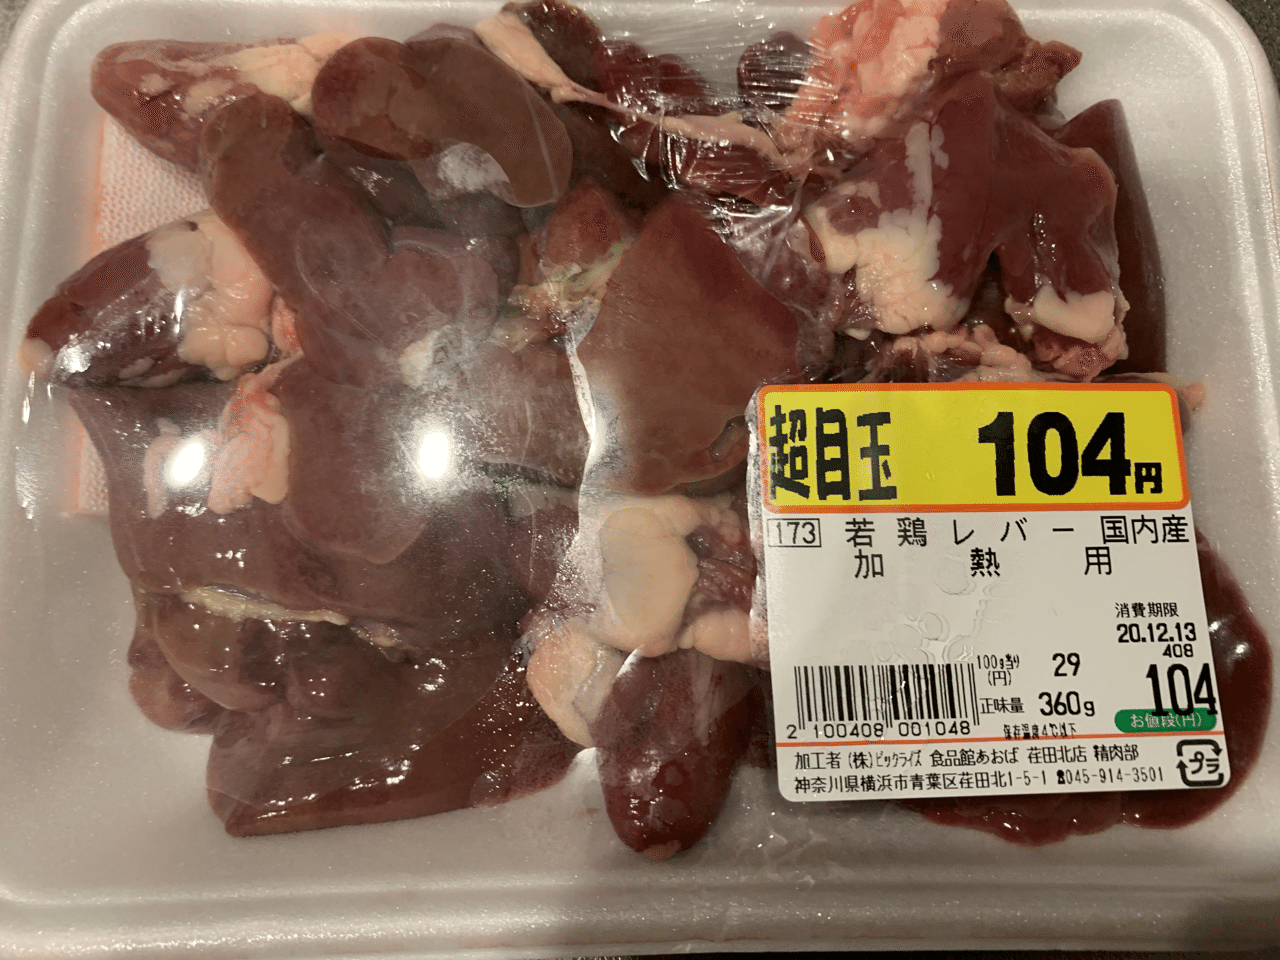 超目玉 104円
173 若鶏レバー 国内産
加熱用
消費期限
20.12.13
408
100g当り(円) 29
正味量 360g
104
お値段(円)
保存温度4℃以下
2 100408 001048
加工者 (株)ビックライズ 食品館あおば 荏田北店 精肉部
神奈川県横浜市青葉区荏田北1-5-1 ☎045-914-3501
プラ